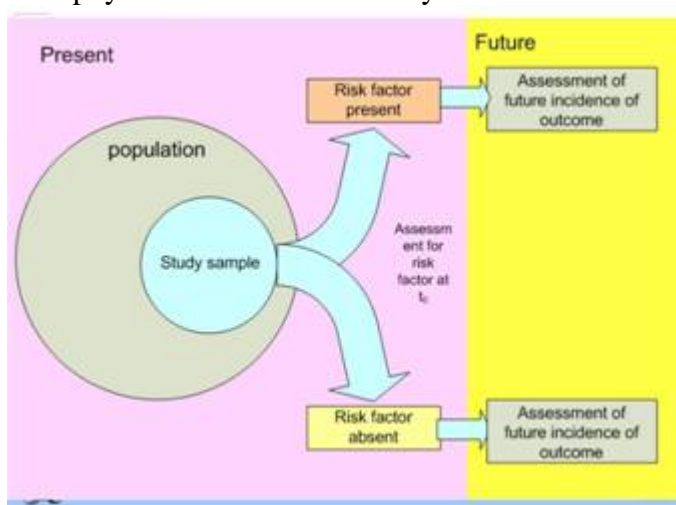 Present
Future
population
Study sample
Risk factor
present
Assessment of
future incidence of
outcome
Assessm
ent for
risk
factor at
t₀
Risk factor
absent
Assessment of
future incidence of
outcome